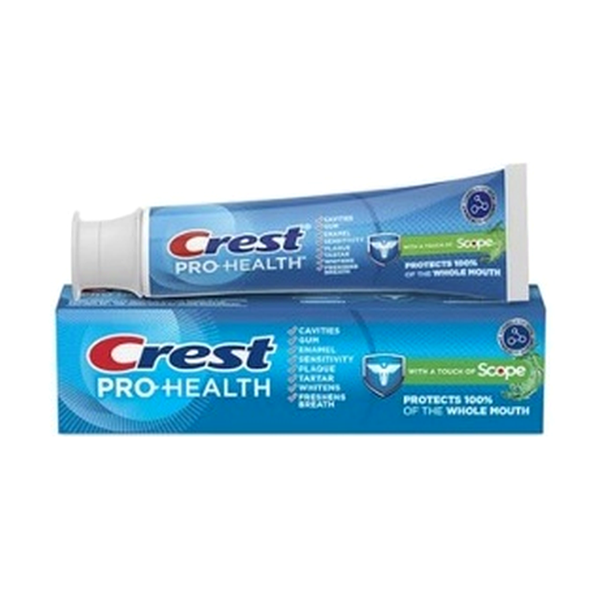 Crest
PRO-HEALTH
CAVITIES
GUM
ENAMEL
SENSITIVITY
PLAQUE
TARTAR
WHITENS
FRESHENS
BREATH
WITH A TOUCH OF Scope
PROTECTS 100%
OF THE WHOLE MOUTH
Crest
PRO-HEALTH
CAVITIES
GUM
ENAMEL
SENSITIVITY
PLAQUE
TARTAR
WHITENS
FRESHENS
BREATH
WITH A TOUCH OF Scope
PROTECTS 100%
OF THE WHOLE MOUTH